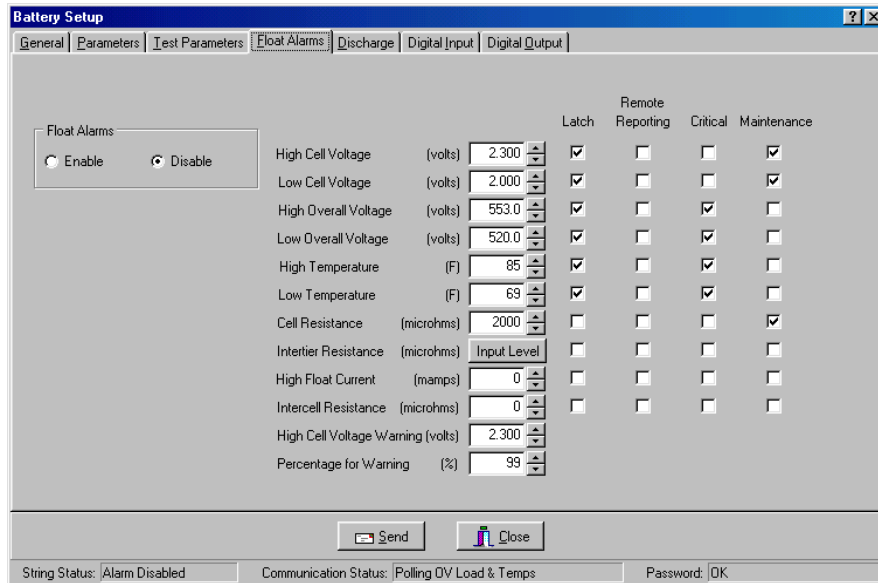 Battery Setup
General Parameters Test Parameters Float Alarms Discharge Digital Input Digital Output
Remote
Latch Reporting Critical Maintenance
Float Alarms
Enable Disable
High Cell Voltage (volts) 2.300
Low Cell Voltage (volts) 2.000
High Overall Voltage (volts) 553.0
Low Overall Voltage (volts) 520.0
High Temperature (F) 85
Low Temperature (F) 69
Cell Resistance (microhms) 2000
Intertier Resistance (microhms) Input Level
High Float Current (mamps) 0
Intercell Resistance (microhms) 0
High Cell Voltage Warning (volts) 2.300
Percentage for Warning (%) 99
Send Close
String Status: Alarm Disabled Communication Status: Polling OV Load & Temps Password: OK